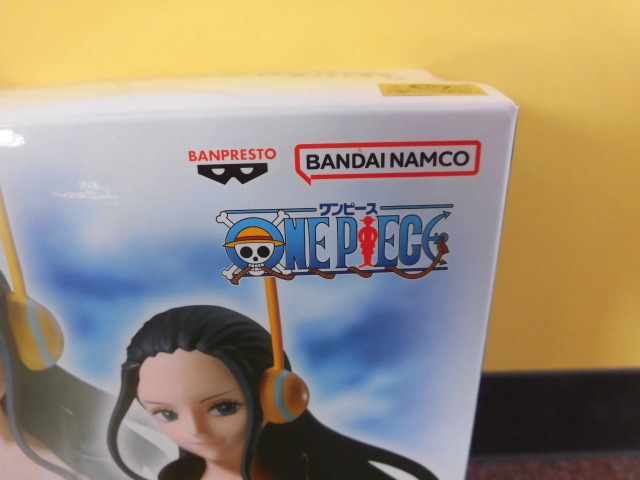 BANPRESTO
BANDAI NAMCO
ワンピース
ONE PIECE